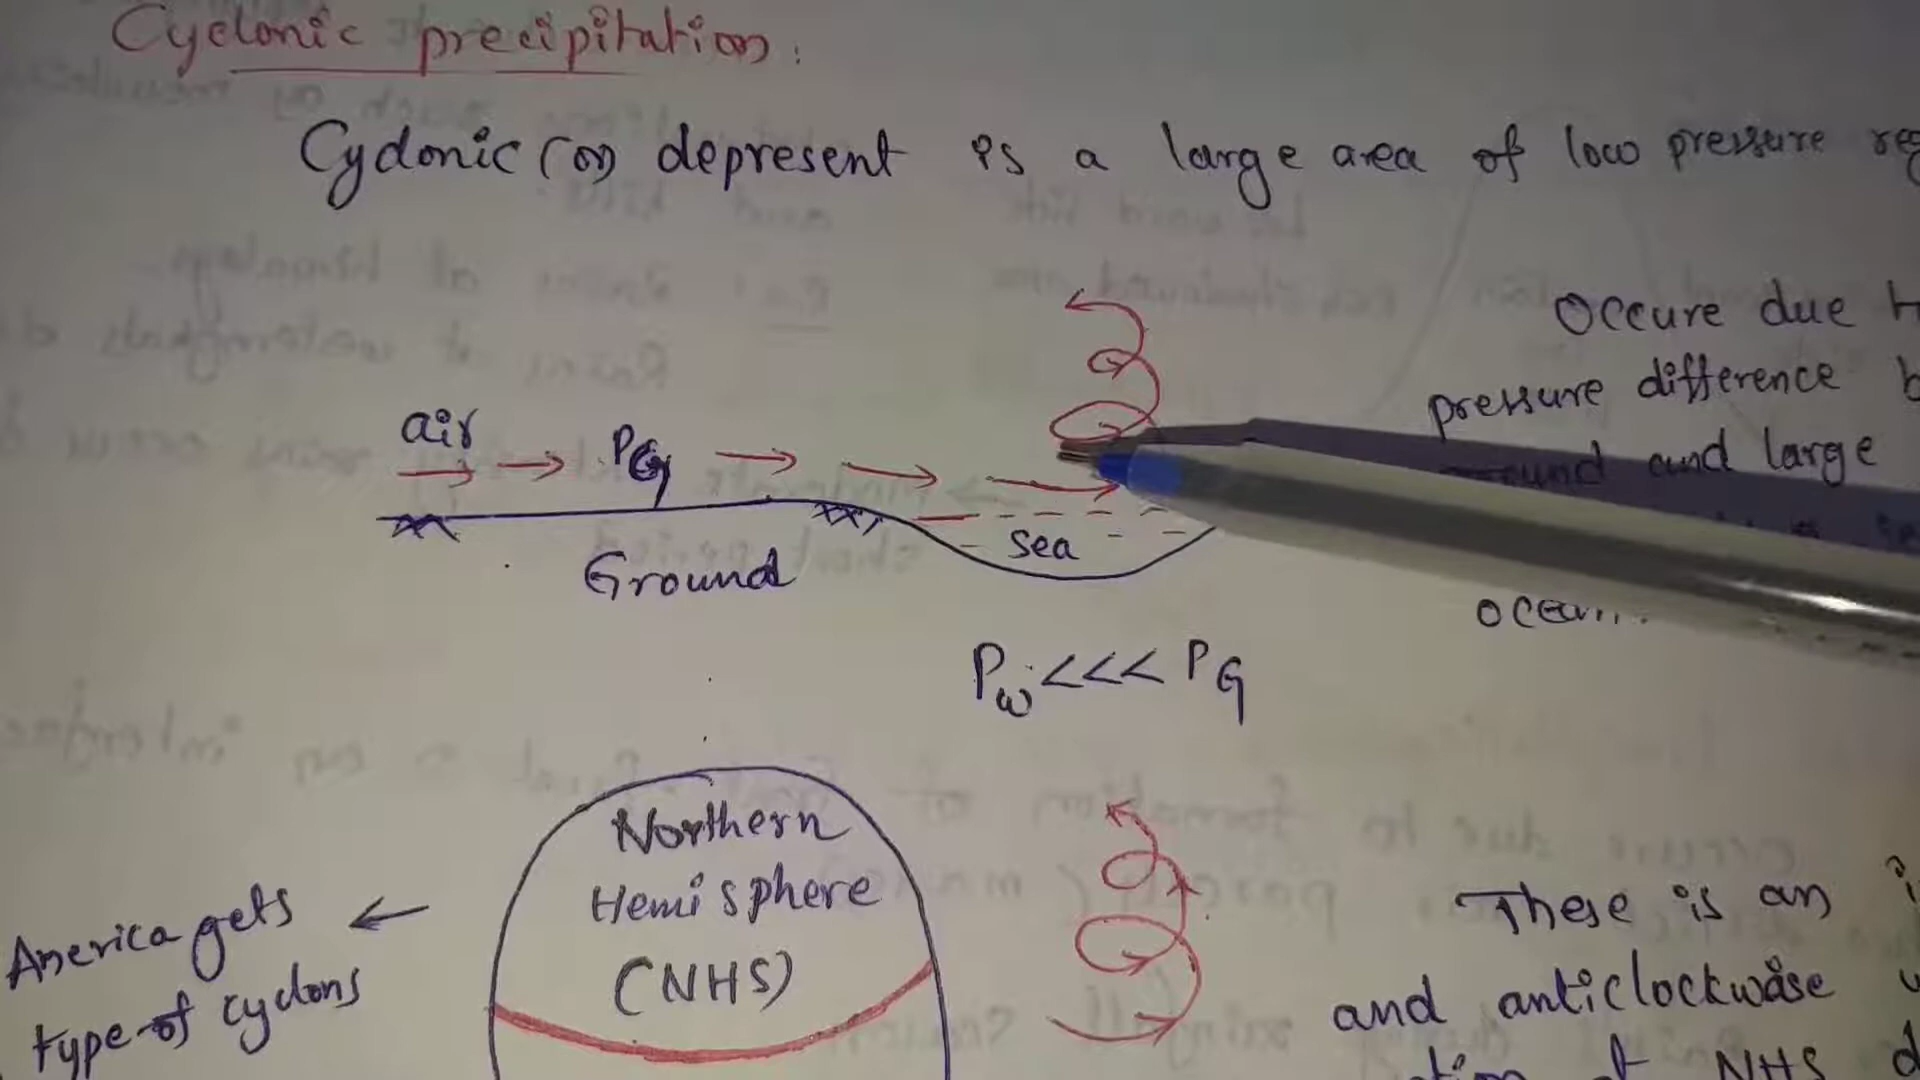 Cyclonic precipitation:
Cyclonic (or) depresent is a large area of low pressure
Occure due
pressure difference
and large
air PG
Sea
Ground
Pw <<< PG
Northern
Hemisphere
(NHS)
America gets
type of cyclons
These is an
and anticlockwise
NHS